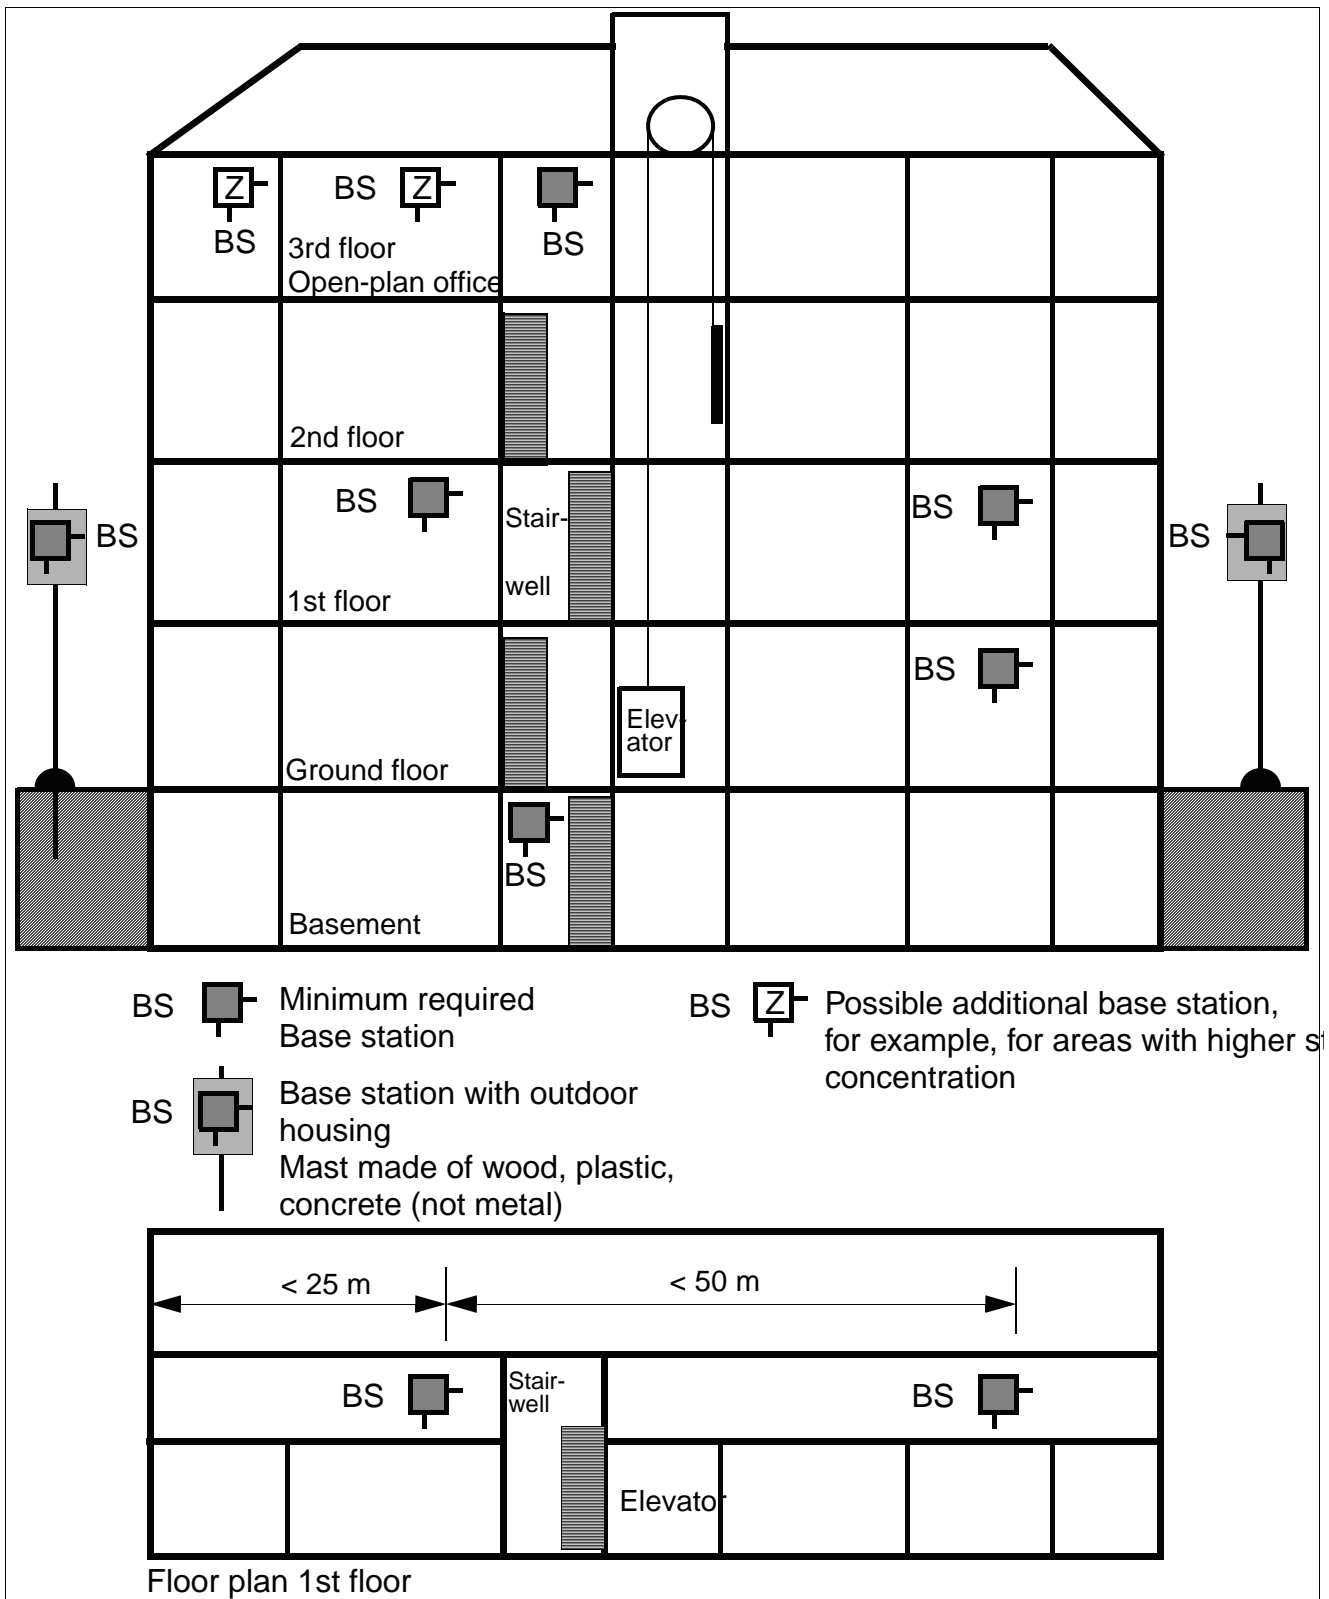 Z
BS
BS
Z
BS
3rd floor
Open-plan office
2nd floor
BS
BS
Stair-
well
1st floor
BS
BS
BS
Elev-
ator
Ground floor
BS
Basement
BS
Minimum required
Base station
BS
Z
Possible additional base station,
for example, for areas with higher
concentration
BS
Base station with outdoor
housing
Mast made of wood, plastic,
concrete (not metal)
< 25 m
< 50 m
BS
Stair-
well
BS
Elevator
Floor plan 1st floor